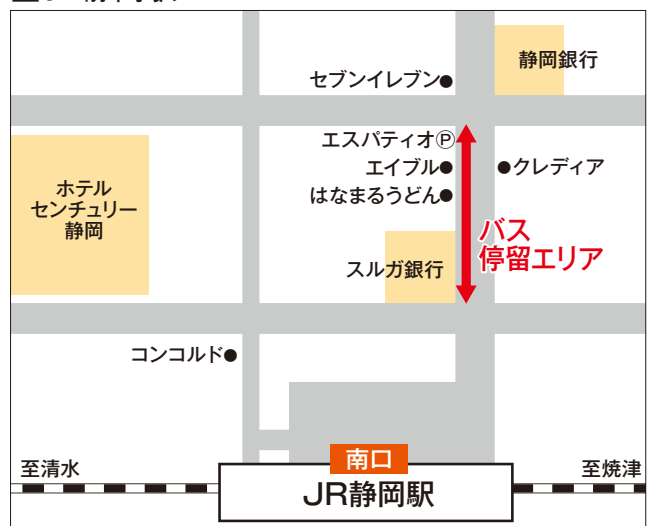 静岡銀行
セブンイレブン
エスパティオⓅ
エイブル
クレディア
はなまるうどん
ホテル
センチュリー
静岡
バス
停留エリア
スルガ銀行
コンコルド
至清水
南口
至焼津
JR静岡駅